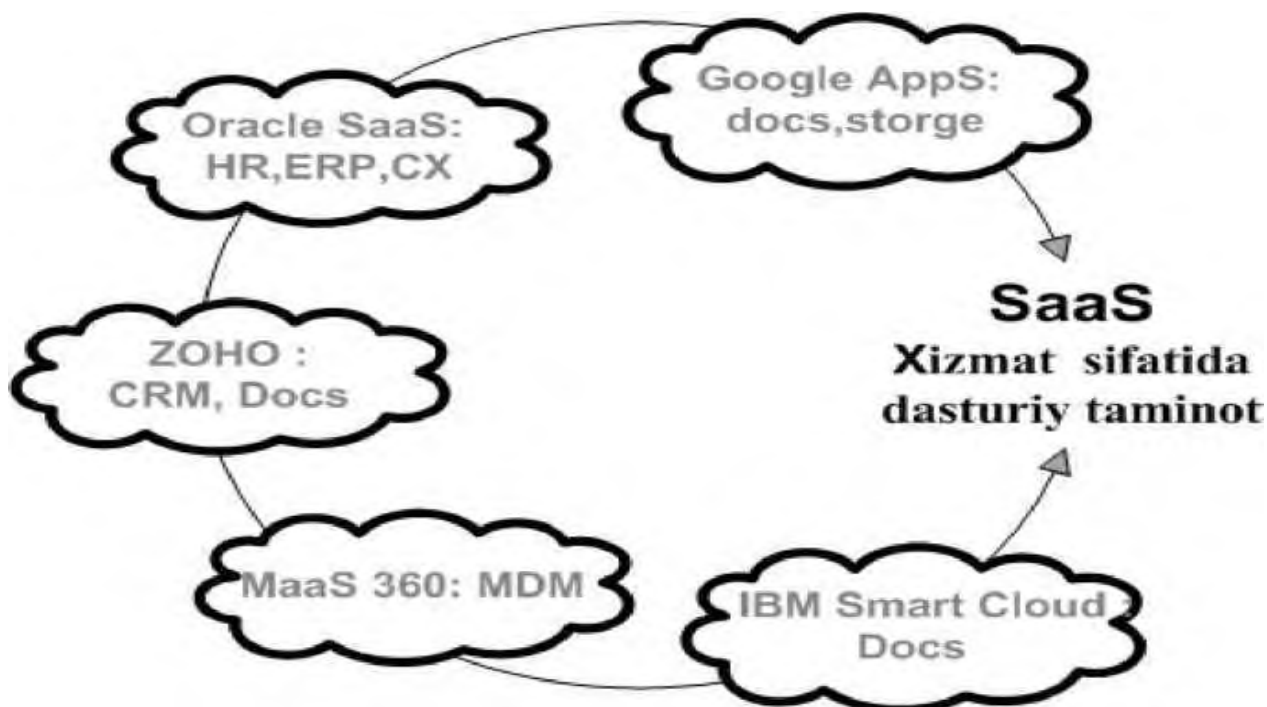 Oracle SaaS:
HR,ERP,CX
Google AppS:
docs,storge
SaaS
Xizmat sifatida
dasturiy taminot
ZOHO :
CRM, Docs
MaaS 360: MDM
IBM Smart Cloud :
Docs